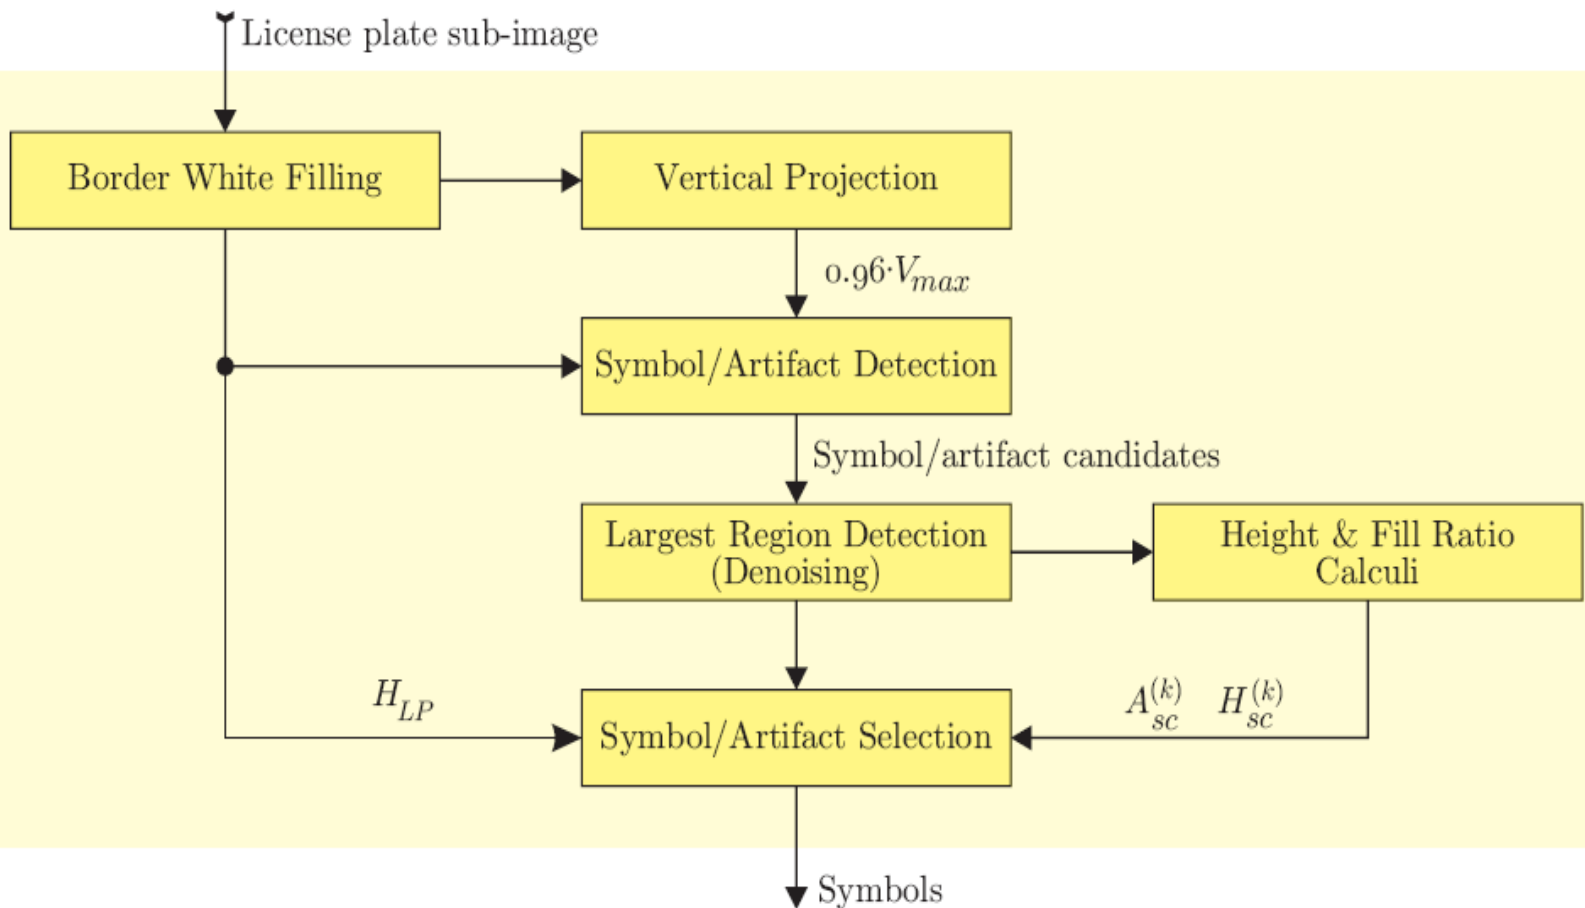 License plate sub-image
Border White Filling
Vertical Projection
0.96·V_max
Symbol/Artifact Detection
Symbol/artifact candidates
Largest Region Detection
(Denoising)
Height & Fill Ratio
Calculi
H_LP
A_sc^(k) H_sc^(k)
Symbol/Artifact Selection
Symbols